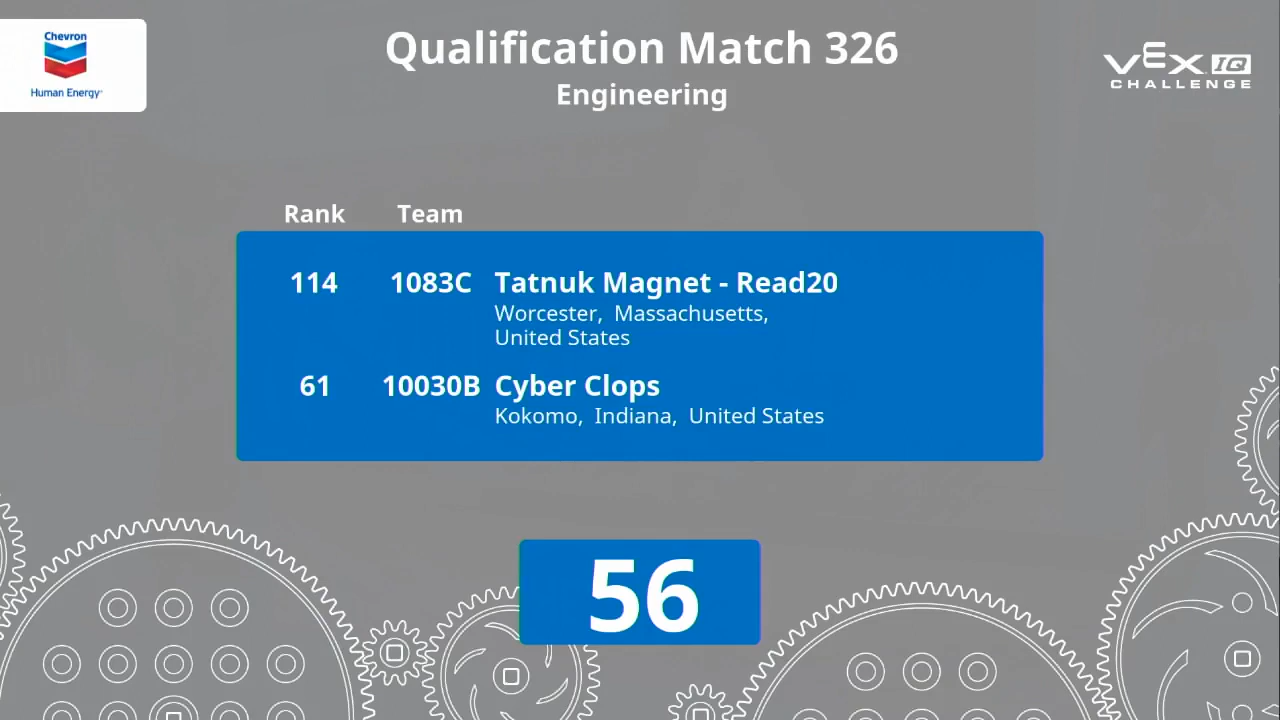 Chevron
Human Energy
Qualification Match 326
Engineering
VEX IQ
CHALLENGE
Rank Team
114 1083C Tatnuk Magnet - Read20
Worcester, Massachusetts,
United States
61 10030B Cyber Clops
Kokomo, Indiana, United States
56